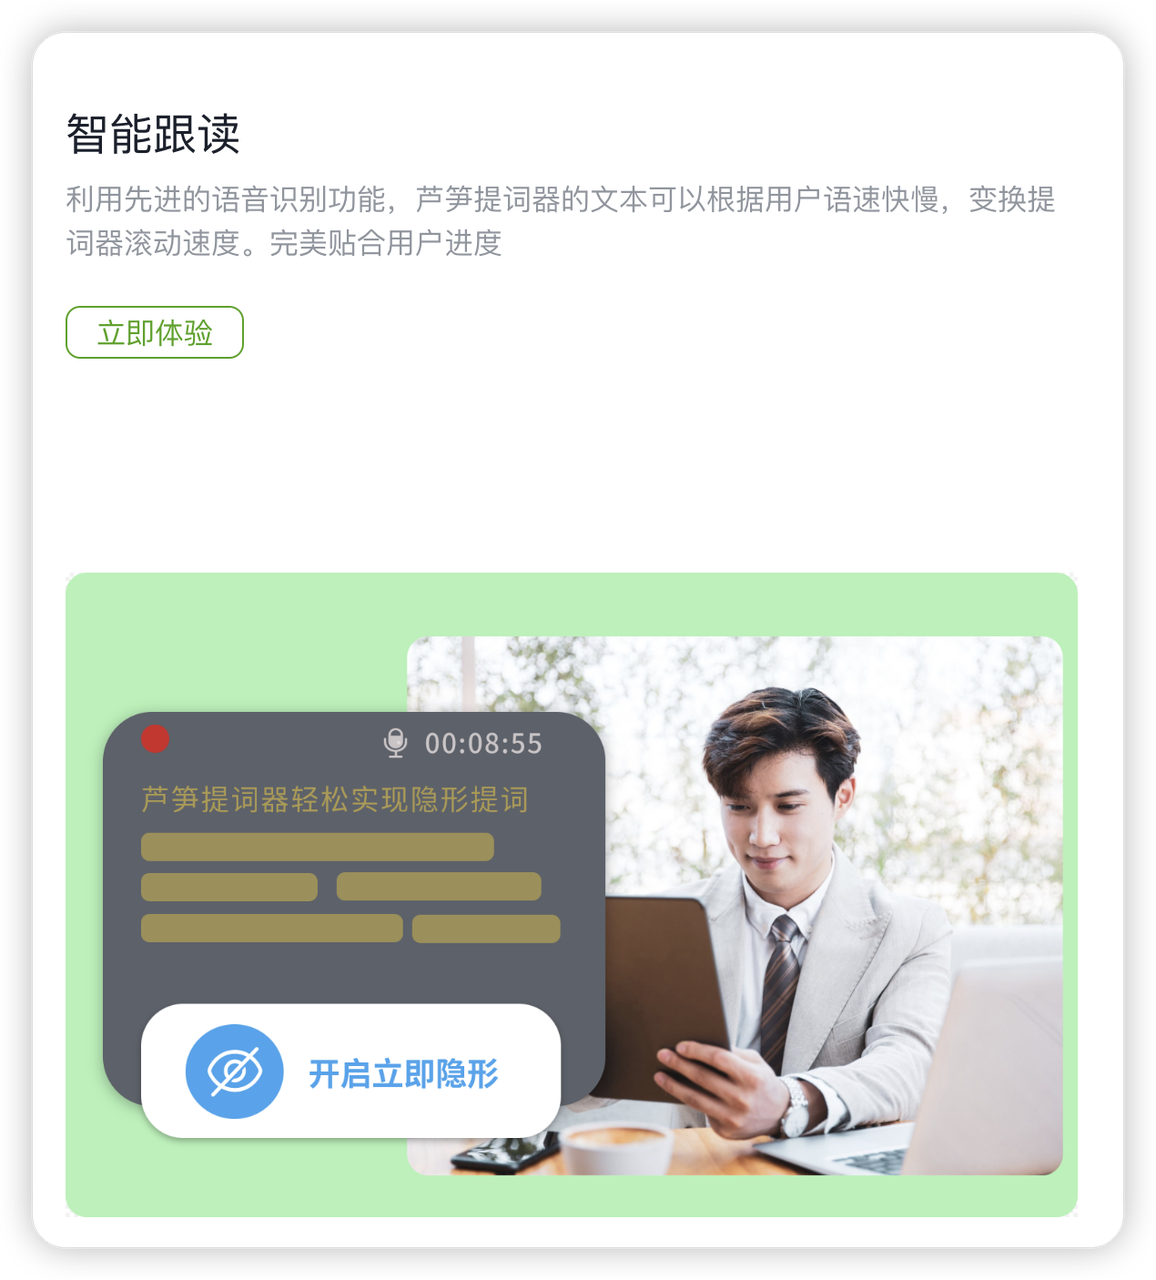 智能跟读
利用先进的语音识别功能，芦笋提词器的文本可以根据用户语速快慢，变换提
词器滚动速度。完美贴合用户进度
立即体验
00:08:55
芦笋提词器轻松实现隐形提词
开启立即隐形